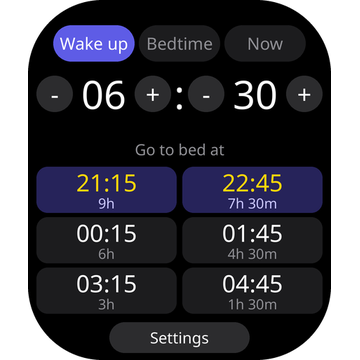 Wake up Bedtime Now
- 06 + : - 30 +
Go to bed at
21:15 22:45
9h 7h 30m
00:15 01:45
6h 4h 30m
03:15 04:45
3h 1h 30m
Settings